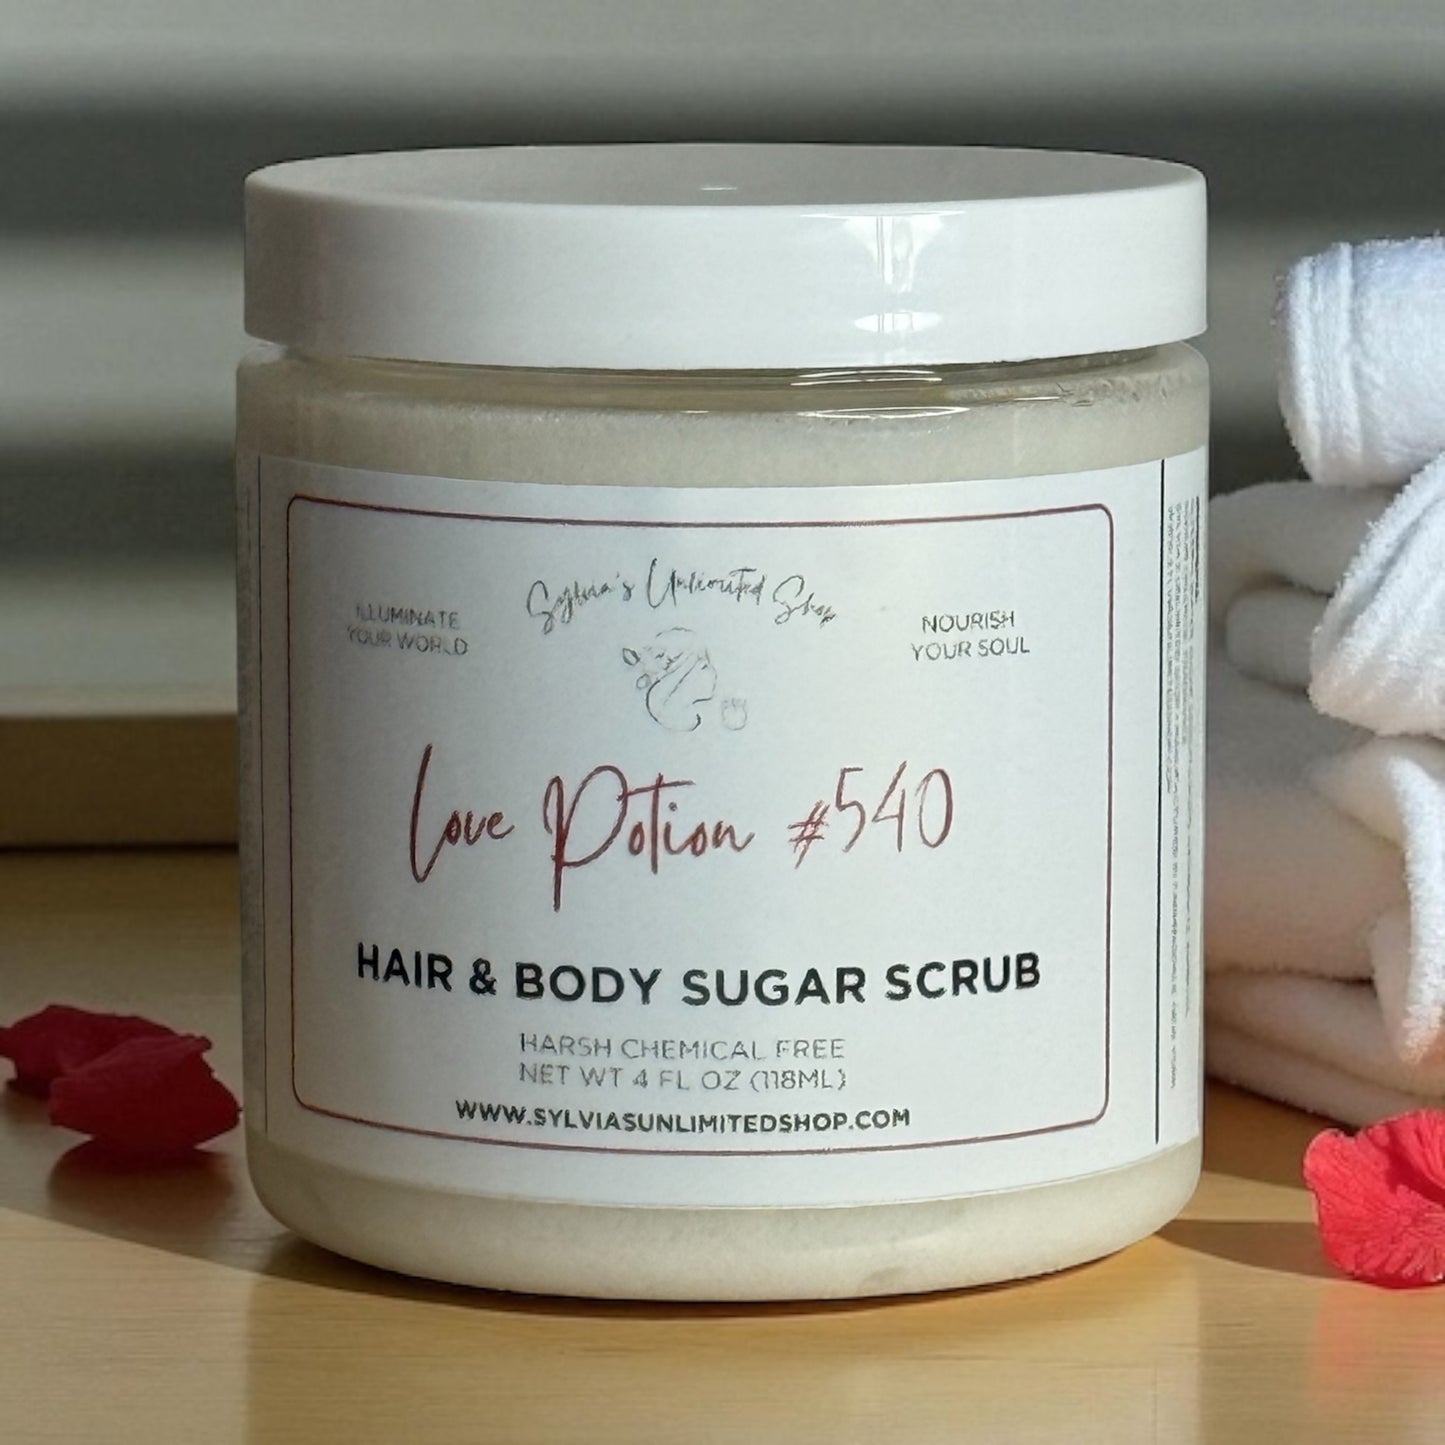 Sylvia's Unlimited Shop
ILLUMINATE
YOUR WORLD
NOURISH
YOUR SOUL
Love Potion #540
HAIR & BODY SUGAR SCRUB
HARSH CHEMICAL FREE
NET WT 4 FL OZ (118ML)
WWW.SYLVIASUNLIMITEDSHOP.COM